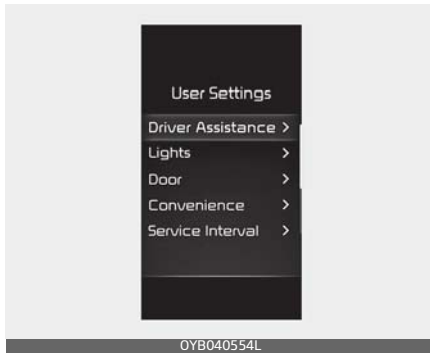 User Settings
Driver Assistance >
Lights >
Door >
Convenience >
Service Interval >
OYB040554L